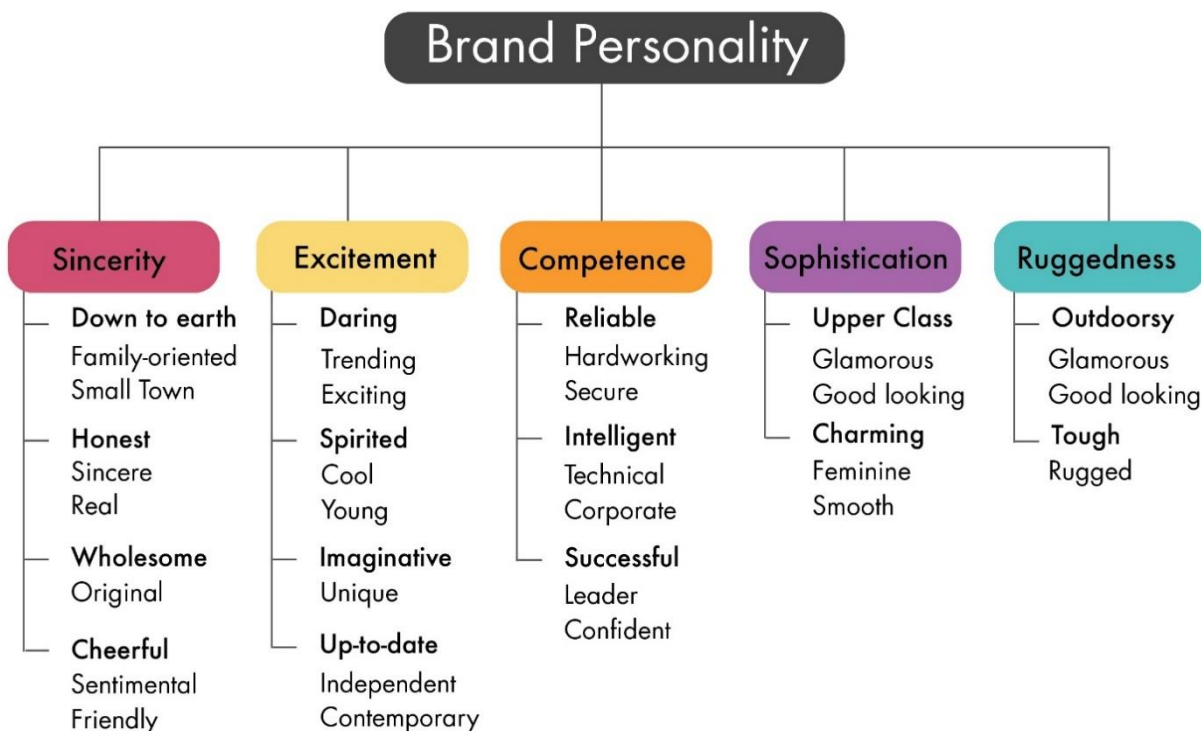 Brand Personality
Sincerity
Down to earth
Family-oriented
Small Town
Honest
Sincere
Real
Wholesome
Original
Cheerful
Sentimental
Friendly
Excitement
Daring
Trending
Exciting
Spirited
Cool
Young
Imaginative
Unique
Up-to-date
Independent
Contemporary
Competence
Reliable
Hardworking
Secure
Intelligent
Technical
Corporate
Successful
Leader
Confident
Sophistication
Upper Class
Glamorous
Good looking
Charming
Feminine
Smooth
Ruggedness
Outdoorsy
Glamorous
Good looking
Tough
Rugged